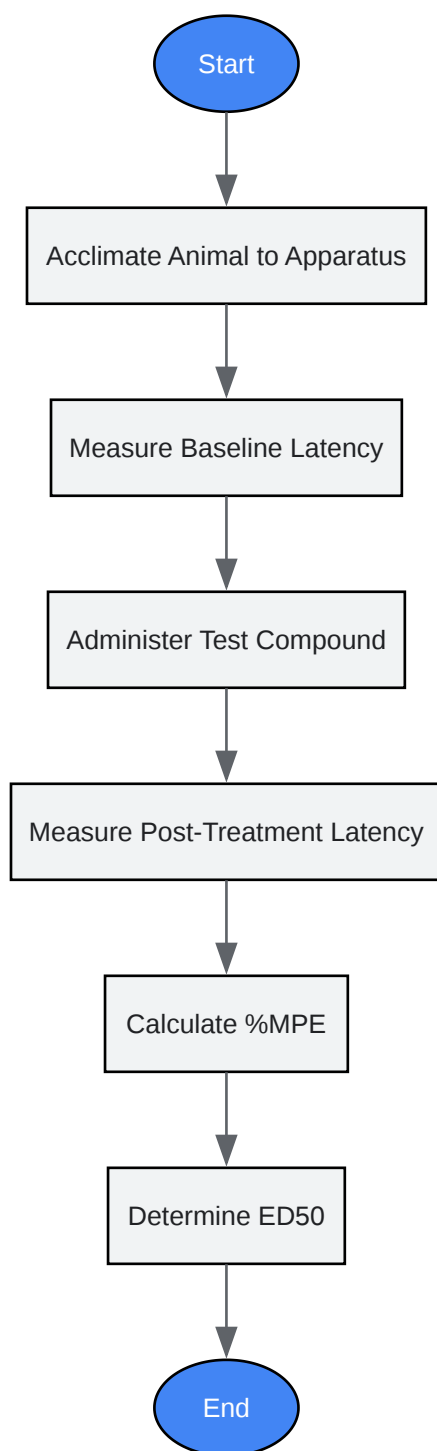 Start
Acclimate Animal to Apparatus
Measure Baseline Latency
Administer Test Compound
Measure Post-Treatment Latency
Calculate %MPE
Determine ED50
End